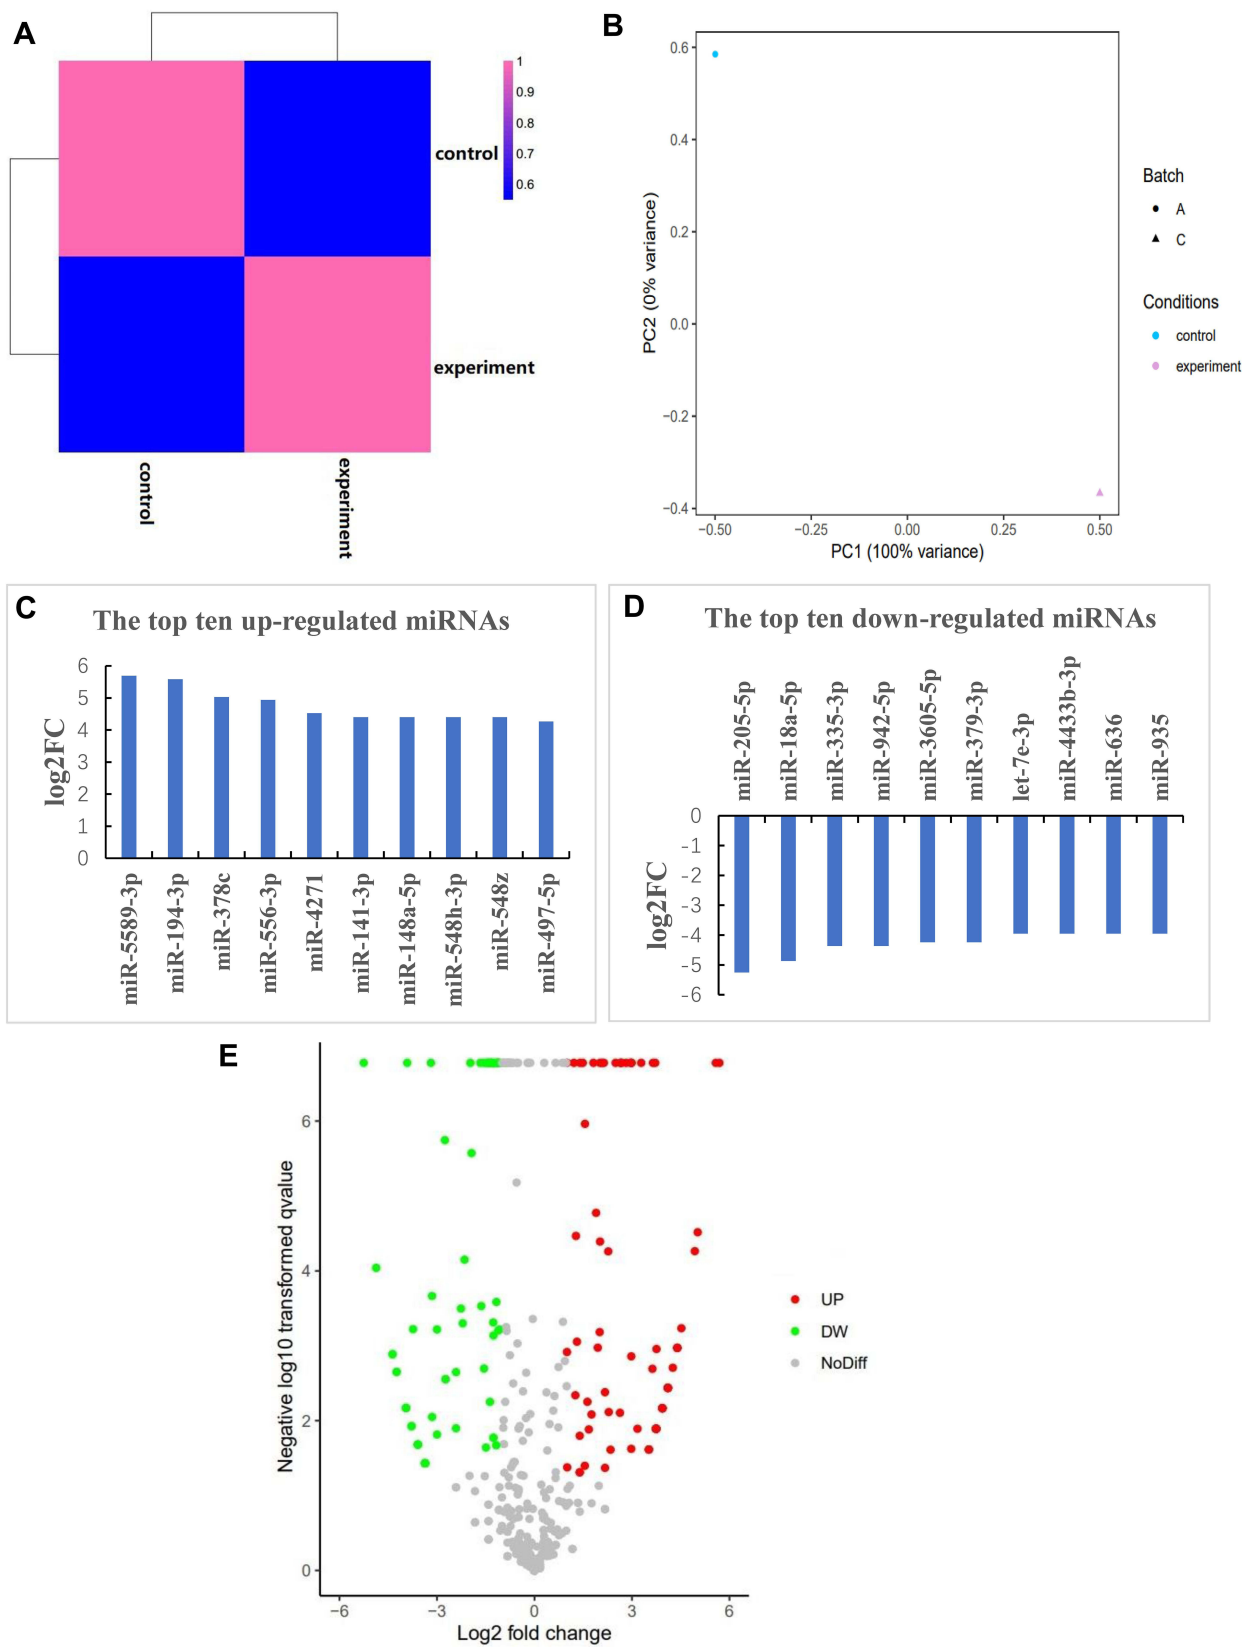 A
control
experiment
control
experiment
1
0.9
0.8
0.7
0.6
B
0.6
0.4
0.2
0.0
−0.2
−0.4
−0.50
−0.25
0.00
0.25
0.50
PC2 (0% variance)
PC1 (100% variance)
Batch
A
C
Conditions
control
experiment
C
The top ten up-regulated miRNAs
log2FC
6
5
4
3
2
1
0
miR-5589-3p
miR-194-3p
miR-378c
miR-556-3p
miR-4271
miR-141-3p
miR-148a-5p
miR-548h-3p
miR-548z
miR-497-5p
D
The top ten down-regulated miRNAs
miR-205-5p
miR-18a-5p
miR-335-3p
miR-942-5p
miR-3605-5p
miR-379-3p
let-7e-3p
miR-4433b-3p
miR-636
miR-935
log2FC
0
-1
-2
-3
-4
-5
-6
E
Negative log10 transformed qvalue
6
4
2
0
−6
−3
0
3
6
Log2 fold change
UP
DW
NoDiff